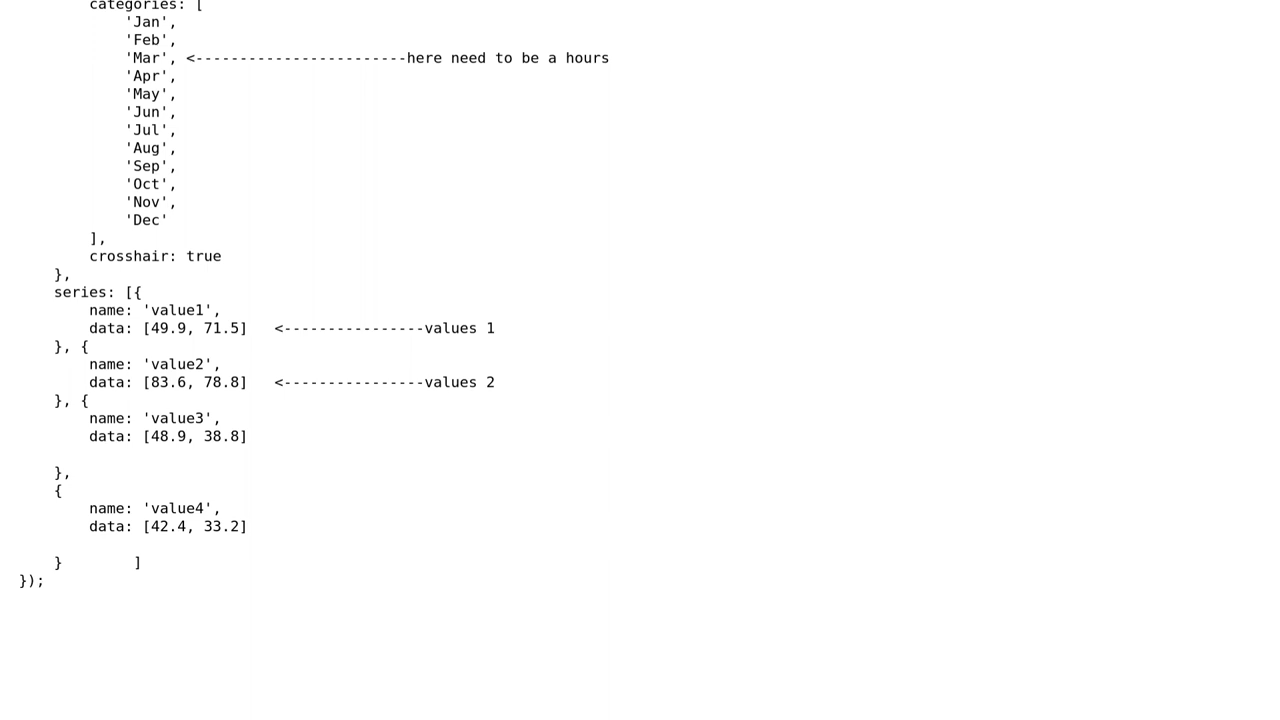 categories: [
'Jan',
'Feb',
'Mar', <------------------------here need to be a hours
'Apr',
'May',
'Jun',
'Jul',
'Aug',
'Sep',
'Oct',
'Nov',
'Dec'
],
crosshair: true
},
series: [{
name: 'value1',
data: [49.9, 71.5]   <----------------values 1
}, {
name: 'value2',
data: [83.6, 78.8]   <----------------values 2
}, {
name: 'value3',
data: [48.9, 38.8]
},
{
name: 'value4',
data: [42.4, 33.2]
}        ]
});